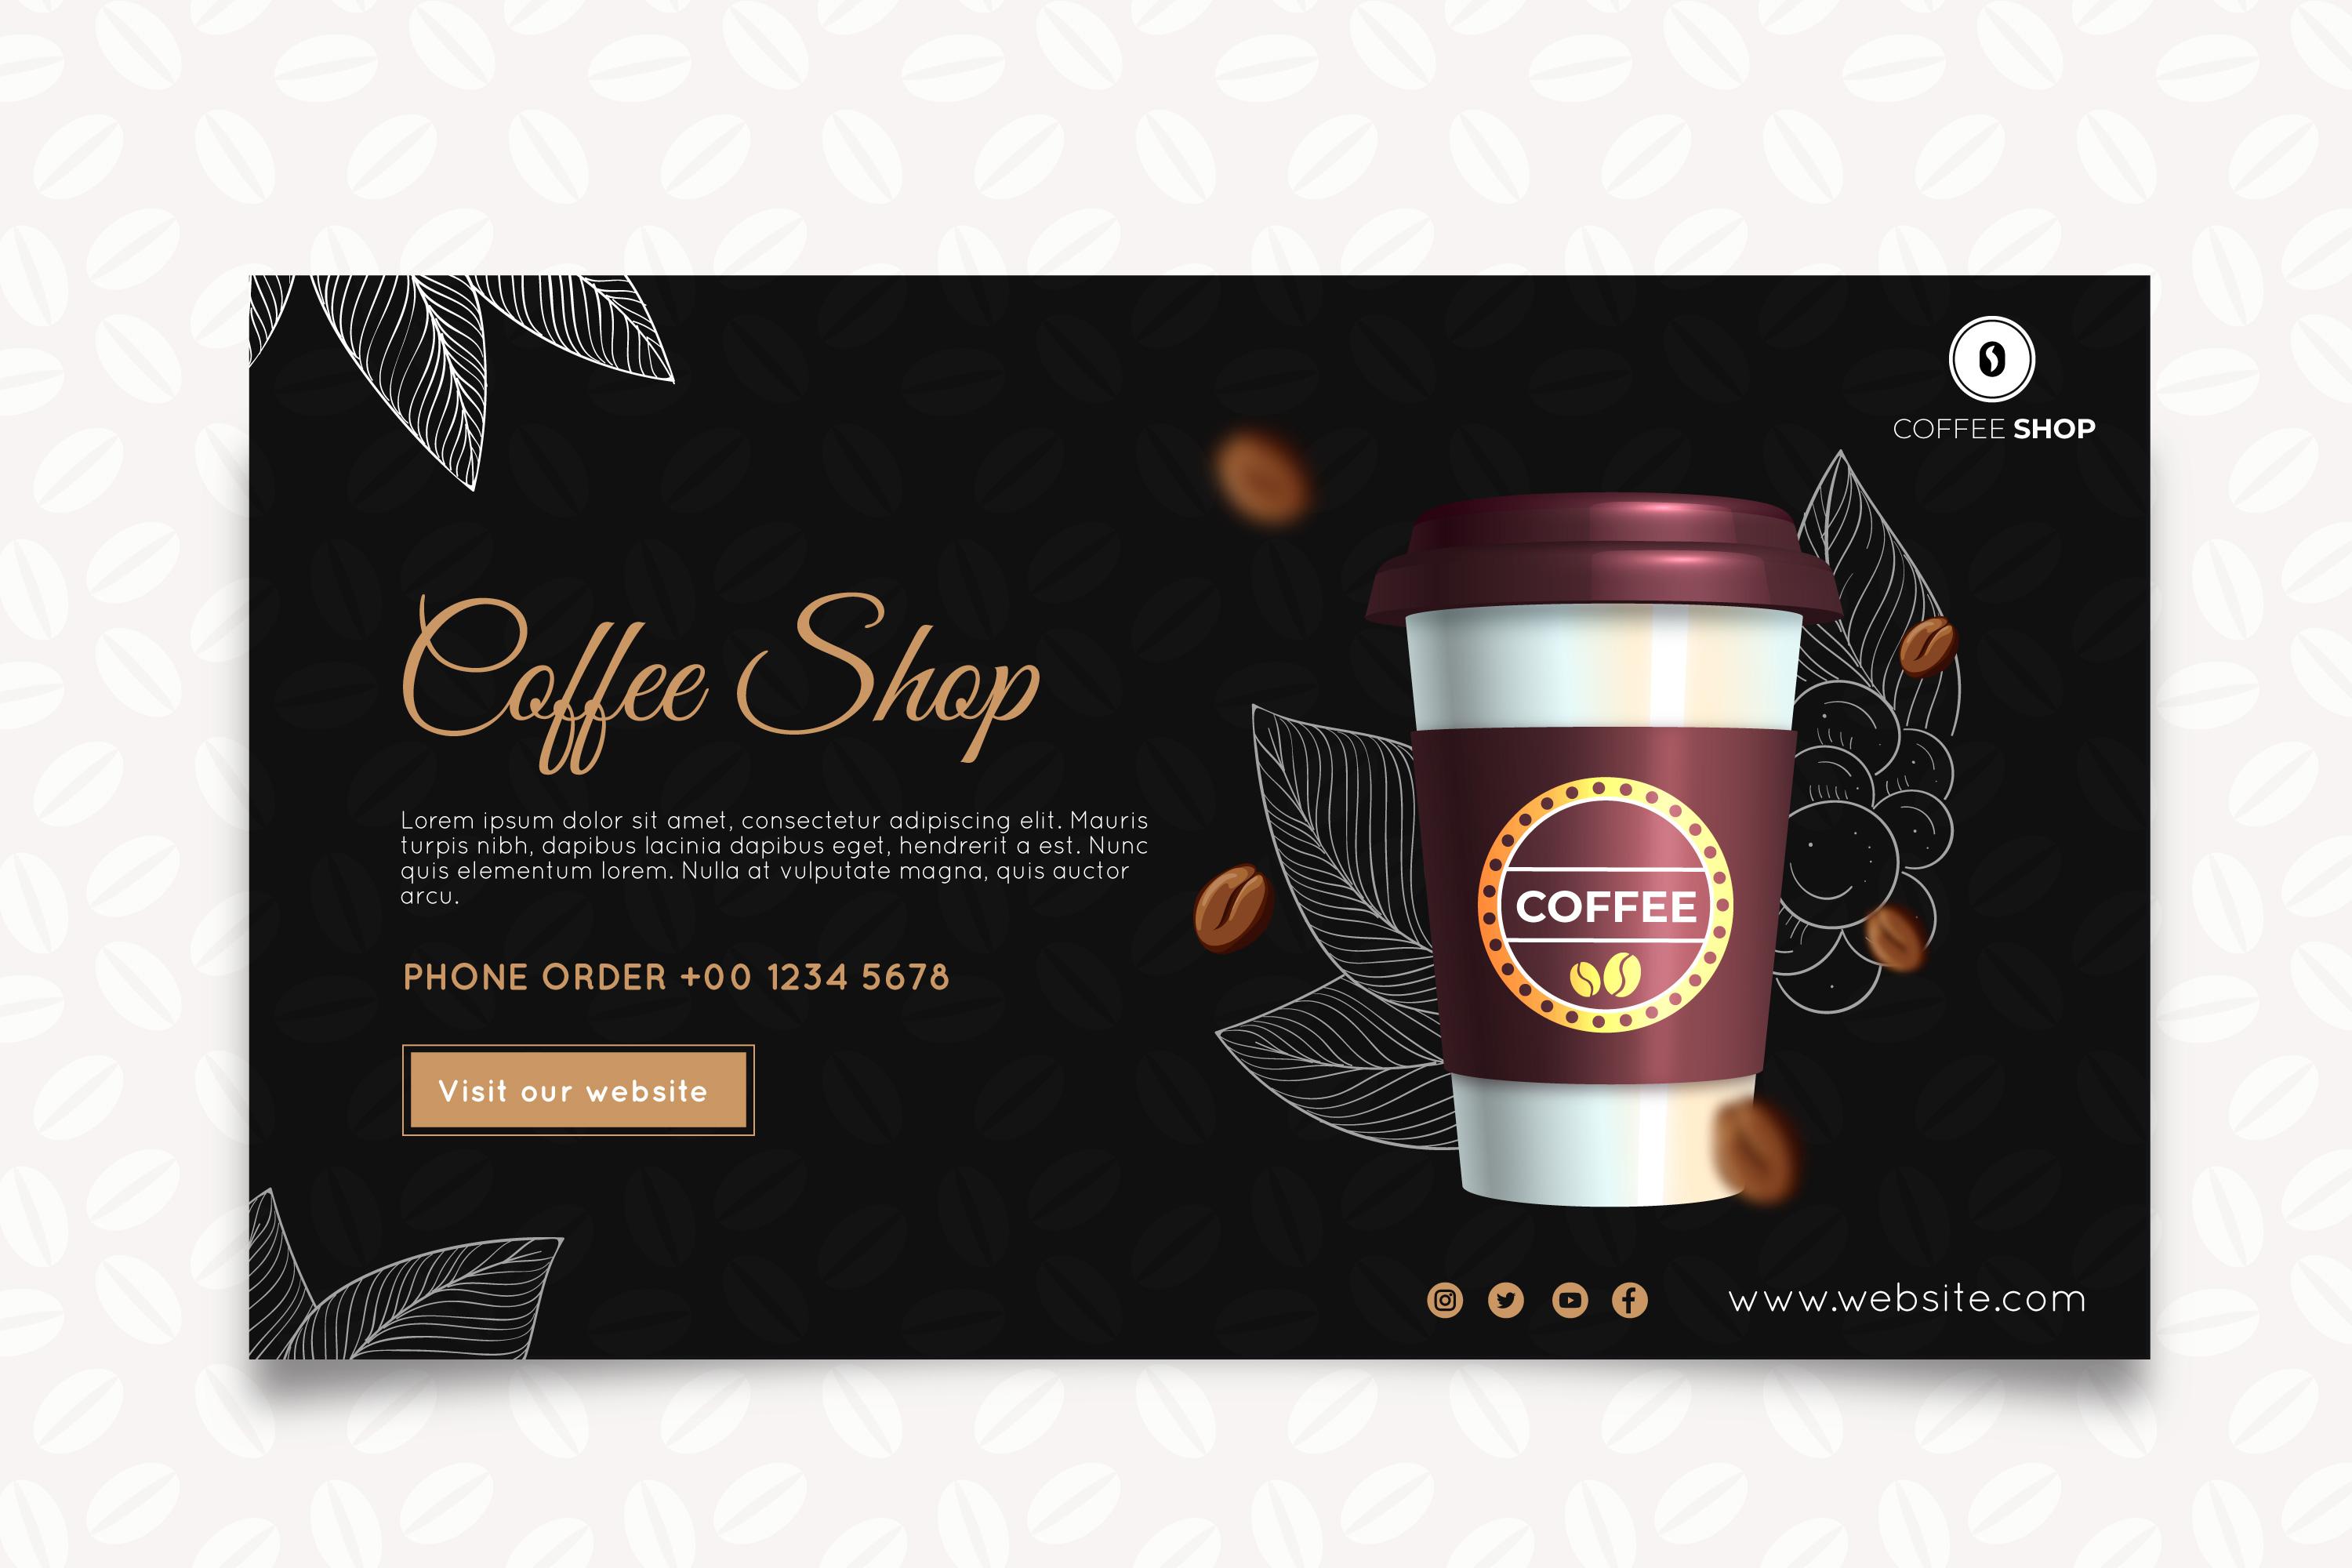 COFFEE SHOP
Coffee Shop
Lorem ipsum dolor sit amet, consectetur adipiscing elit. Mauris
turpis nibh, dapibus lacinia dapibus eget, hendrerit a est. Nunc
quis elementum lorem. Nulla at vulputate magna, quis auctor
arcu.
PHONE ORDER +00 1234 5678
Visit our website
COFFEE
www.website.com